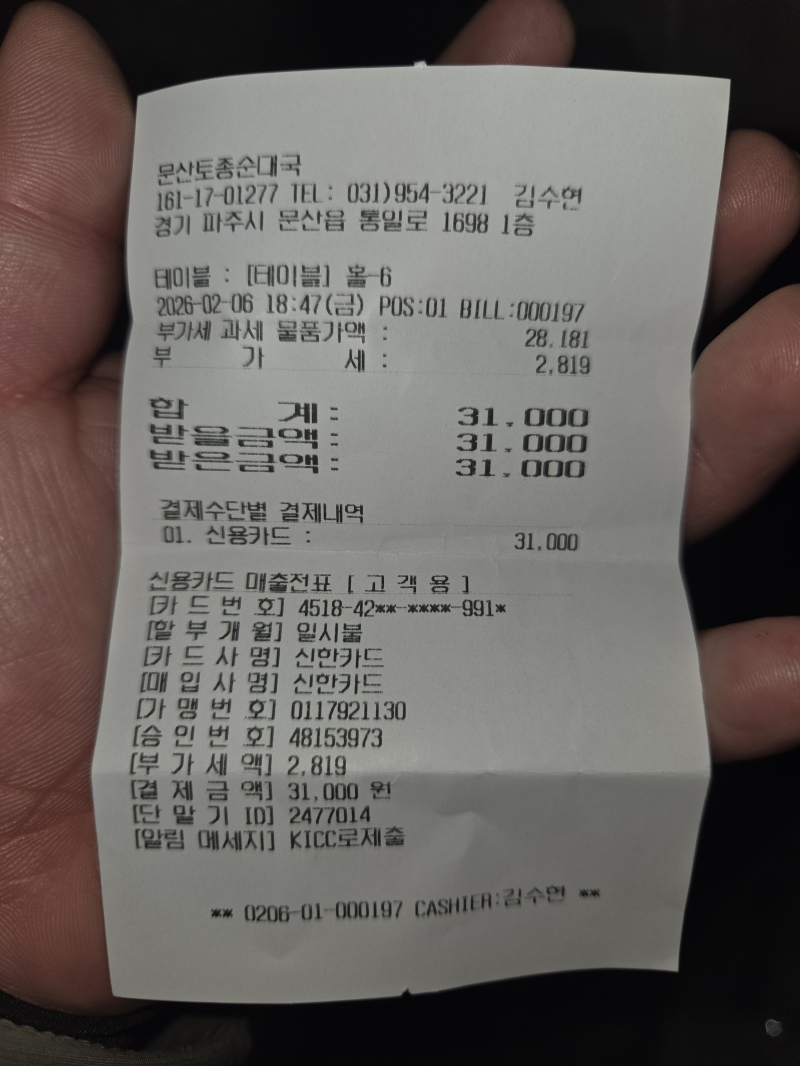 문산토종순대국
161-17-01277 TEL: 031)954-3221 김수현
경기 파주시 문산읍 통일로 1698 1층
테이블 : [테이블] 홀-6
2026-02-06 18:47(금) POS:01 BILL:000197
부가세 과세 물품가액 : 28,181
부 가 세 : 2,819
합 계 : 31,000
받을금액 : 31,000
받은금액 : 31,000
결제수단별 결제내역
01. 신용카드 : 31,000
신용카드 매출전표 [ 고 객 용 ]
[카 드 번 호] 4518-42**-****-991*
[할 부 개 월] 일시불
[카 드 사 명] 신한카드
[매 입 사 명] 신한카드
[가 맹 번 호] 0117921130
[승 인 번 호] 48153973
[부 가 세 액] 2,819
[결 제 금 액] 31,000 원
[단 말 기 ID] 2477014
[알림 메세지] KICC로제출
** 0206-01-000197 CASHIER:김수현 **